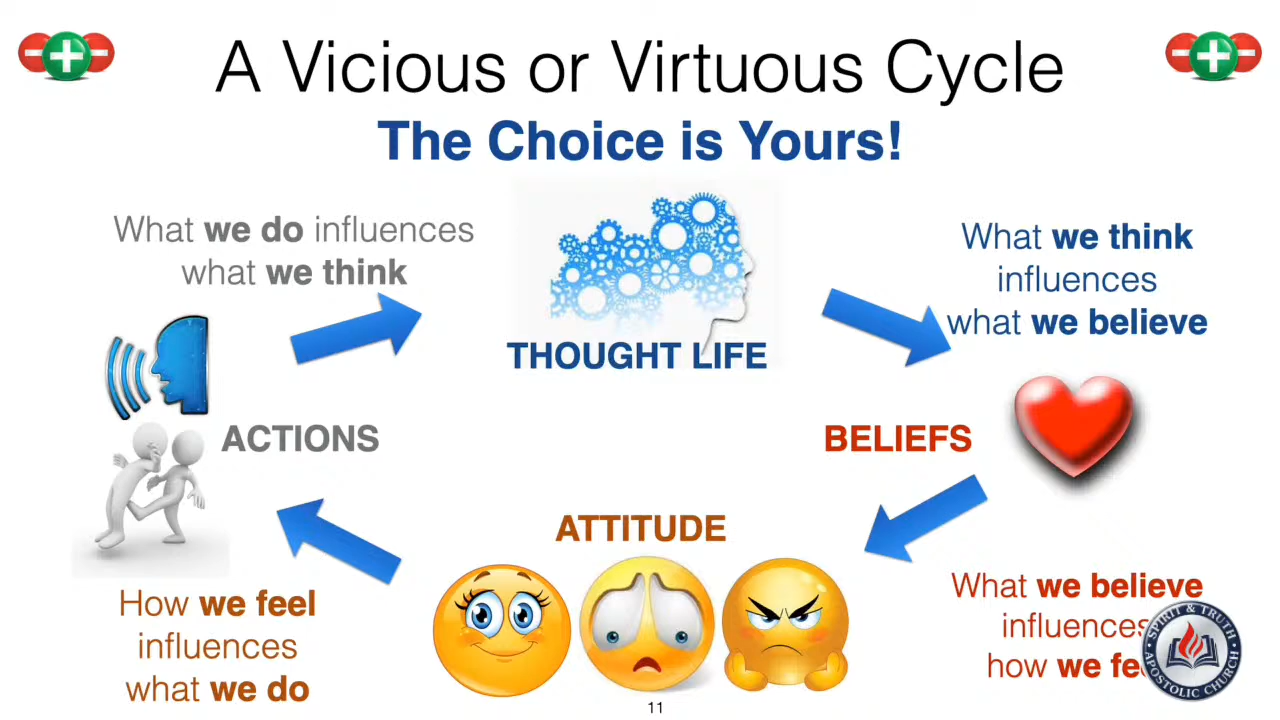 A Vicious or Virtuous Cycle
The Choice is Yours!
What we do influences
what we think
What we think
influences
what we believe
THOUGHT LIFE
ACTIONS
BELIEFS
ATTITUDE
How we feel
influences
what we do
What we believe
influences
how we
SPIRIT & TRUTH
APOSTOLIC CHURCH
11